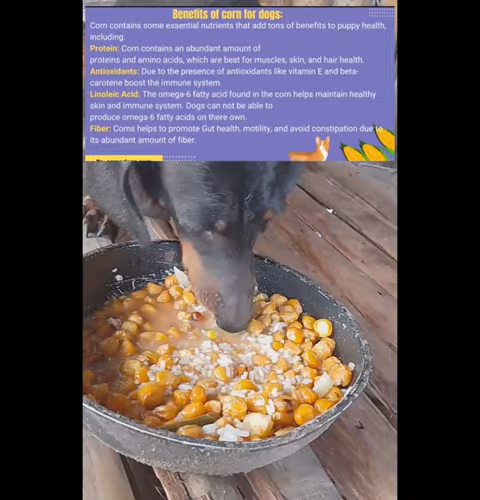 Benefits of corn for dogs:
Corn contains some essential nutrients that add tons of benefits to puppy health,
including.
Protein: Corn contains an abundant amount of
proteins and amino acids, which are best for muscles, skin, and hair health.
Antioxidants: Due to the presence of antioxidants like vitamin E and beta-
carotene boost the immune system.
Linoleic Acid: The omega-6 fatty acid found in the corn helps maintain healthy
skin and immune system. Dogs can not be able to
produce omega-6 fatty acids on there own.
Fiber: Corns helps to promote Gut health, motility, and avoid constipation due to
its abundant amount of fiber.